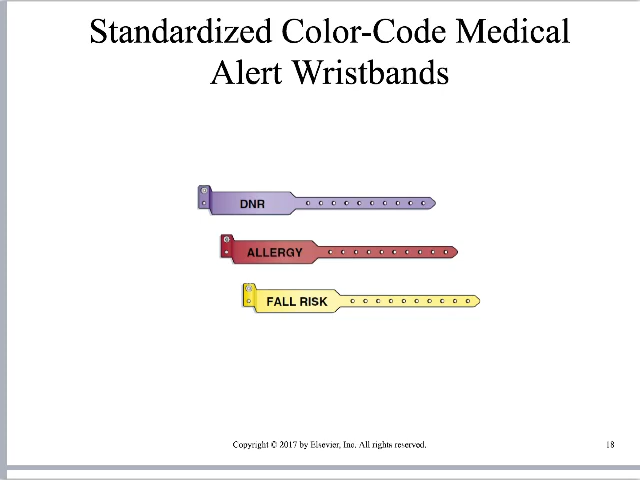 Standardized Color-Code Medical
Alert Wristbands
DNR
ALLERGY
FALL RISK
Copyright © 2017 by Elsevier, Inc. All rights reserved.
18